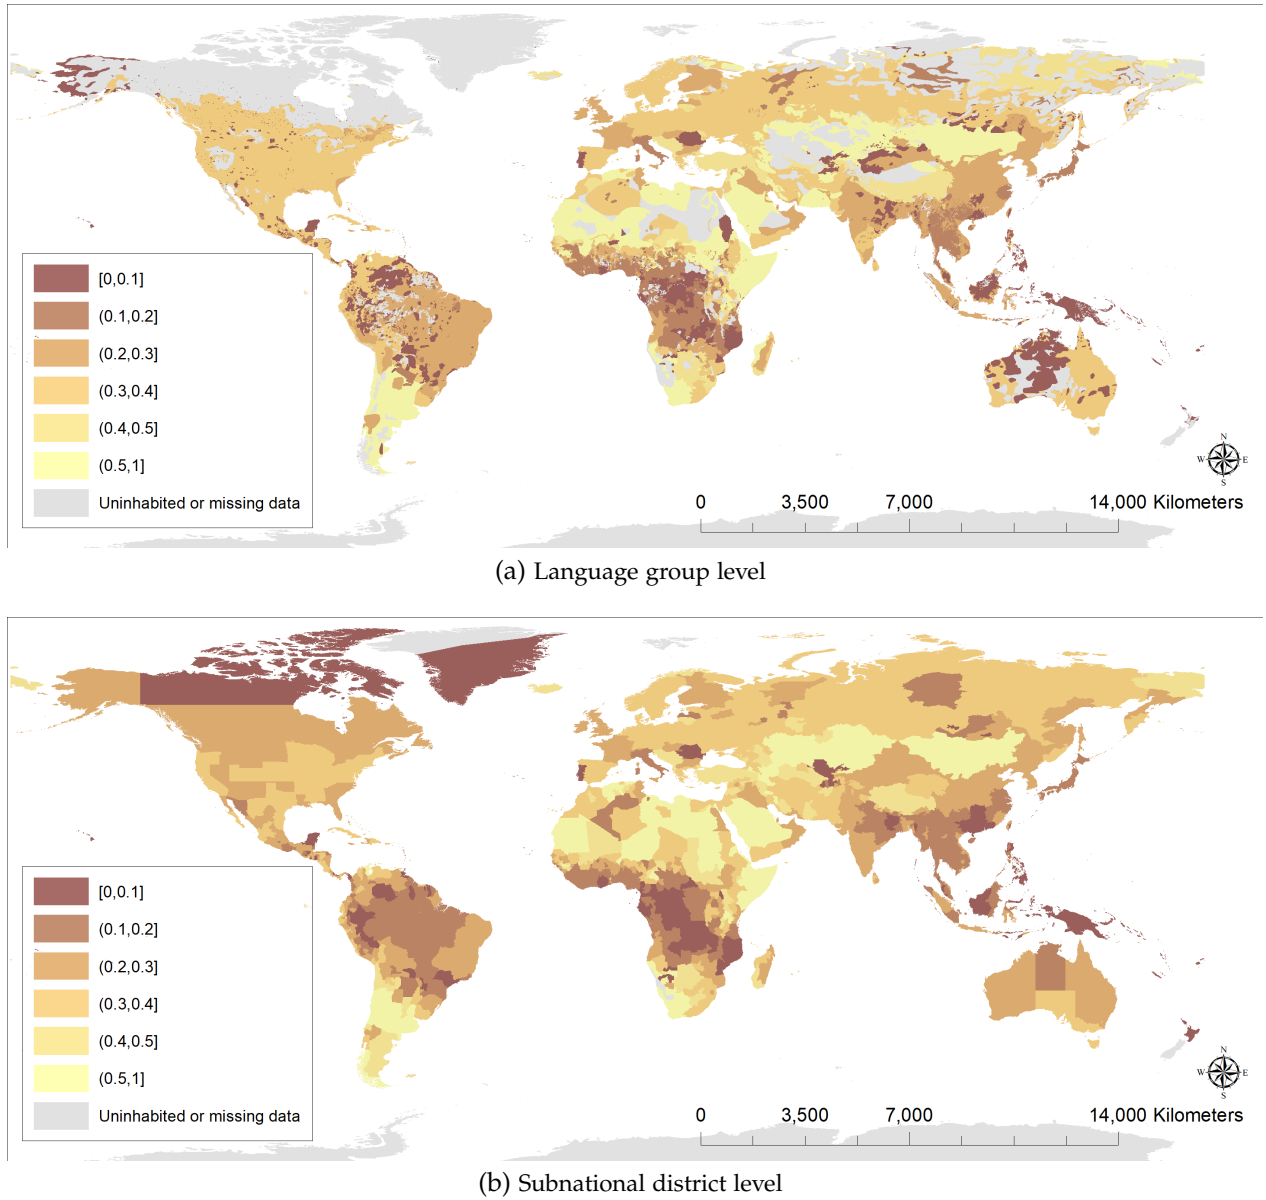 [0,0.1]
(0.1,0.2]
(0.2,0.3]
(0.3,0.4]
(0.4,0.5]
(0.5,1]
Uninhabited or missing data
N
W E
S
0 3,500 7,000 14,000 Kilometers
(a) Language group level
[0,0.1]
(0.1,0.2]
(0.2,0.3]
(0.3,0.4]
(0.4,0.5]
(0.5,1]
Uninhabited or missing data
N
W E
S
0 3,500 7,000 14,000 Kilometers
(b) Subnational district level